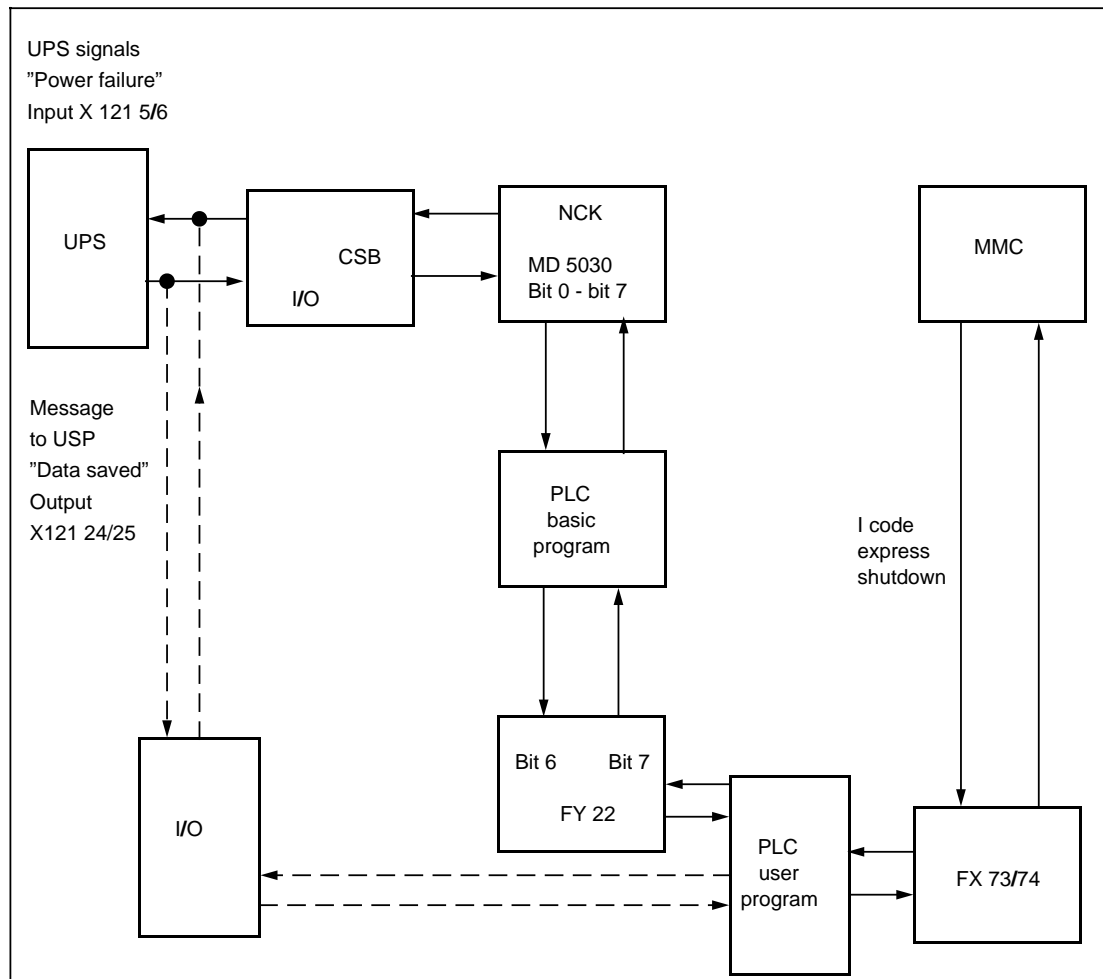 UPS signals
”Power failure”
Input X 121 5/6
UPS
CSB
I/O
NCK
MD 5030
Bit 0 - bit 7
MMC
Message
to USP
”Data saved”
Output
X121 24/25
PLC
basic
program
I code
express
shutdown
Bit 6 Bit 7
FY 22
I/O
PLC
user
program
FX 73/74